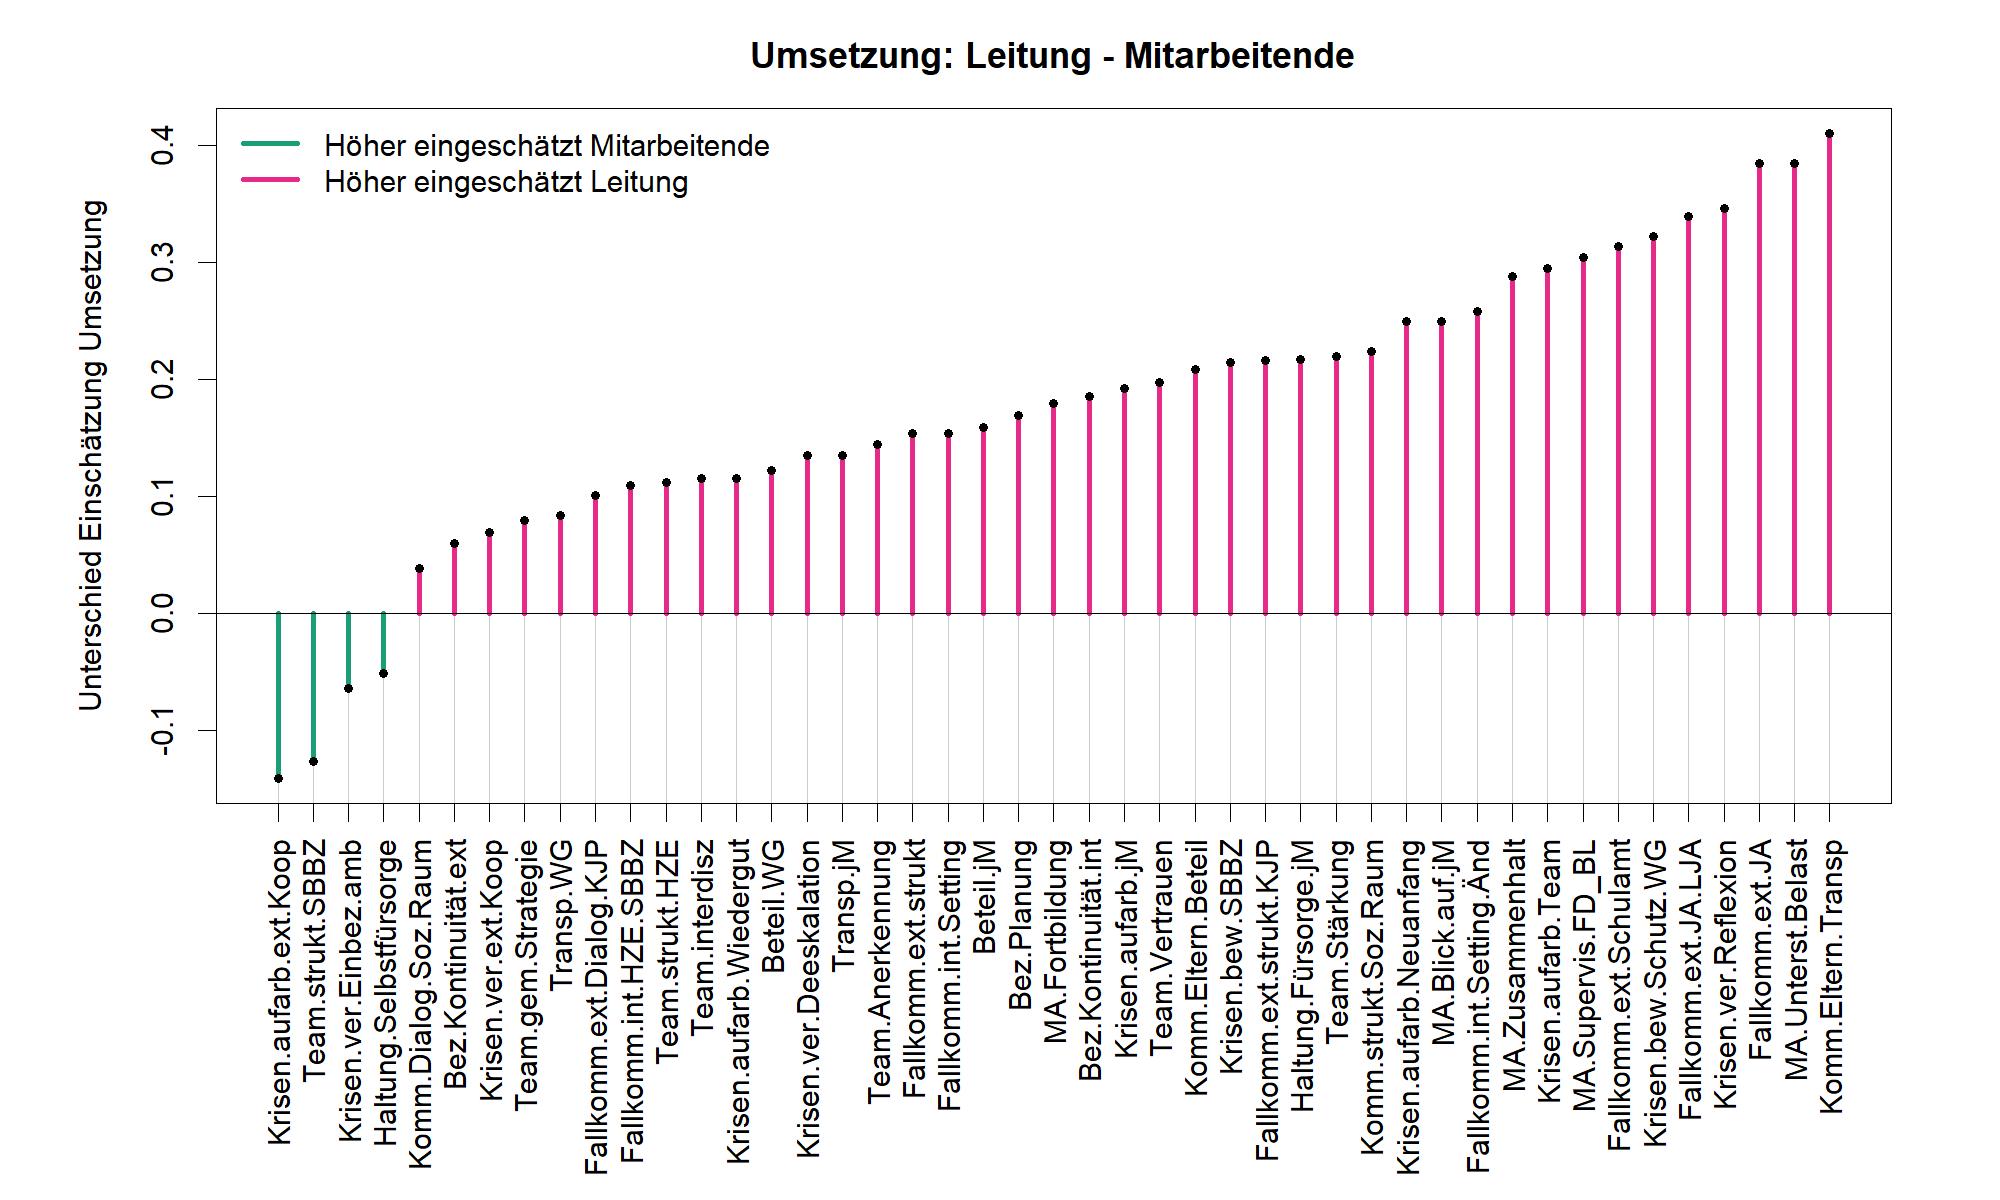 Umsetzung: Leitung - Mitarbeitende
Höher eingeschätzt Mitarbeitende
Höher eingeschätzt Leitung
Unterschied Einschätzung Umsetzung
0.4
0.3
0.2
0.1
0.0
-0.1
Krisen.aufarb.ext.Koop
Team.strukt.SBBZ
Krisen.ver.Einbez.amb
Haltung.Selbstfürsorge
Komm.Dialog.Soz.Raum
Bez.Kontinuität.ext
Krisen.ver.ext.Koop
Team.gem.Strategie
Transp.WG
Fallkomm.ext.Dialog.KJP
Fallkomm.int.HZE.SBBZ
Team.strukt.HZE
Team.interdisz
Krisen.aufarb.Wiedergut
Beteil.WG
Krisen.ver.Deeskalation
Transp.jM
Team.Anerkennung
Fallkomm.ext.strukt
Fallkomm.int.Setting
Beteil.jM
Bez.Planung
MA.Fortbildung
Bez.Kontinuität.int
Krisen.aufarb.jM
Team.Vertrauen
Komm.Eltern.Beteil
Krisen.bew.SBBZ
Fallkomm.ext.strukt.KJP
Haltung.Fürsorge.jM
Team.Stärkung
Komm.strukt.Soz.Raum
Krisen.aufarb.Neuanfang
MA.Blick.auf.jM
Fallkomm.int.Setting.Änd
MA.Zusammenhalt
Krisen.aufarb.Team
MA.Supervis.FD_BL
Fallkomm.ext.Schulamt
Krisen.bew.Schutz.WG
Fallkomm.ext.JA.LJA
Krisen.ver.Reflexion
Fallkomm.ext.JA
MA.Unterst.Belast
Komm.Eltern.Transp